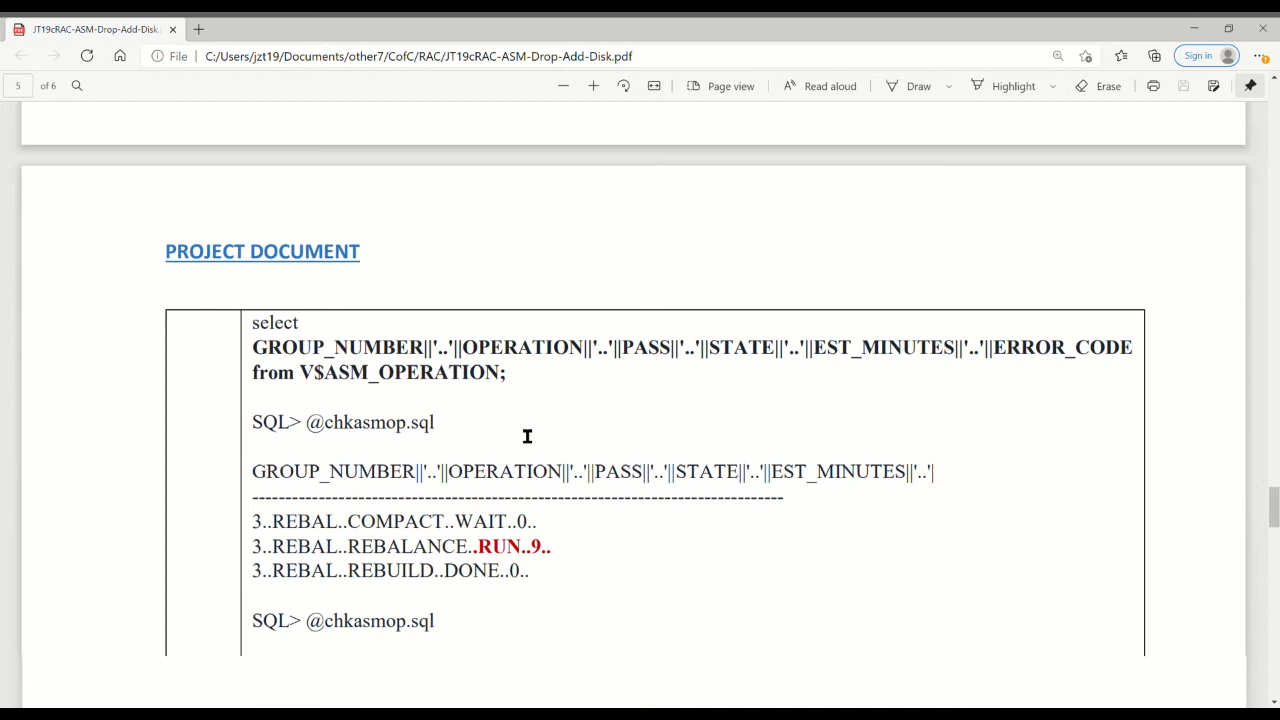 JT19cRAC-ASM-Drop-Add-Disk.
File
C:/Users/jzt19/Documents/other7/CofC/RAC/JT19cRAC-ASM-Drop-Add-Disk.pdf
Sign in
5 of 6
Page view
Read aloud
Draw
Highlight
Erase
PROJECT DOCUMENT
select
GROUP_NUMBER||'..'||OPERATION||'..'||PASS||'..'||STATE||'..'||EST_MINUTES||'..'||ERROR_CODE
from V$ASM_OPERATION;
SQL> @chkasmop.sql
GROUP_NUMBER||'..'||OPERATION||'..'||PASS||'..'||STATE||'..'||EST_MINUTES||'..'|
--------------------------------------------------------------------------------
3..REBAL..COMPACT..WAIT..0..
3..REBAL..REBALANCE..RUN..9..
3..REBAL..REBUILD..DONE..0..
SQL> @chkasmop.sql